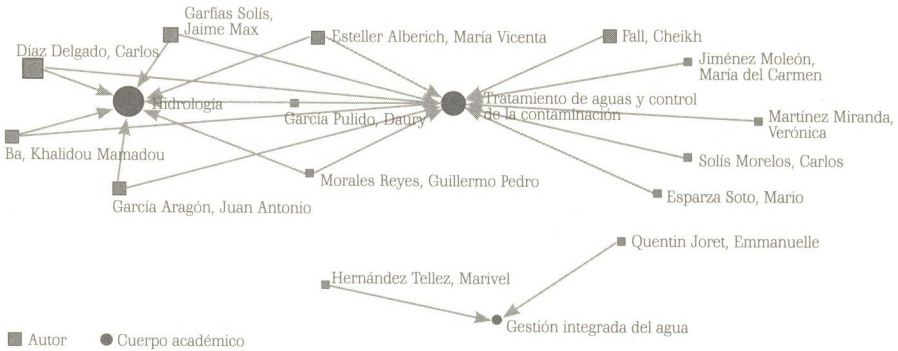 Garfias Solís,
Jaime Max
Esteller Alberich, María Vicenta
Fall, Cheikh
Díaz Delgado, Carlos
Jiménez Moleón,
María del Carmen
Hidrología
Tratamiento de aguas y control
de la contaminación
García Pulido, Daury
Martínez Miranda,
Verónica
Ba, Khalidou Mamadou
Solís Morelos, Carlos
Morales Reyes, Guillermo Pedro
Esparza Soto, Mario
García Aragón, Juan Antonio
Quentin Joret, Emmanuelle
Hernández Tellez, Marivel
Gestión integrada del agua
Autor
Cuerpo académico